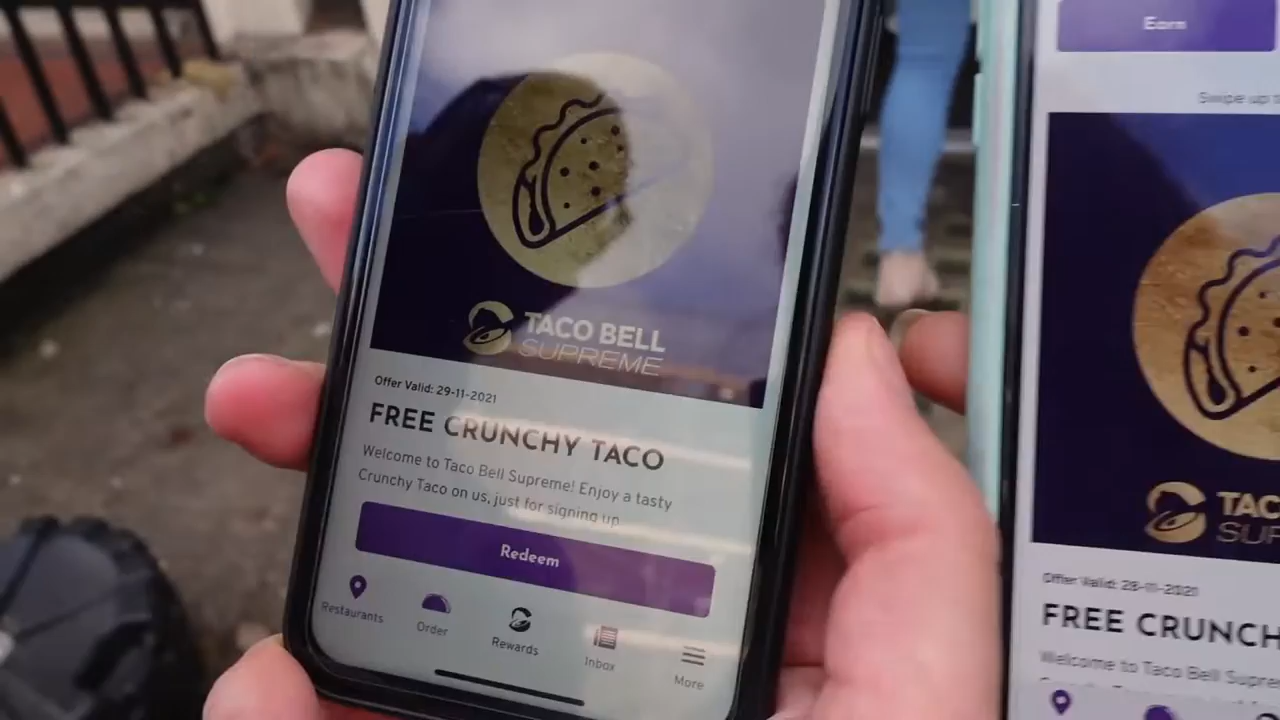 TACO BELL
SUPREME
Offer Valid: 29-11-2021
FREE CRUNCHY TACO
Welcome to Taco Bell Supreme! Enjoy a tasty
Crunchy Taco on us, just for signing up
Redeem
Restaurants
Order
Rewards
Inbox
More
Earn
Swipe up
TAC
SUP
Offer Valid: 28-11-2021
FREE CRUNCH
Welcome to Taco Bell Supreme